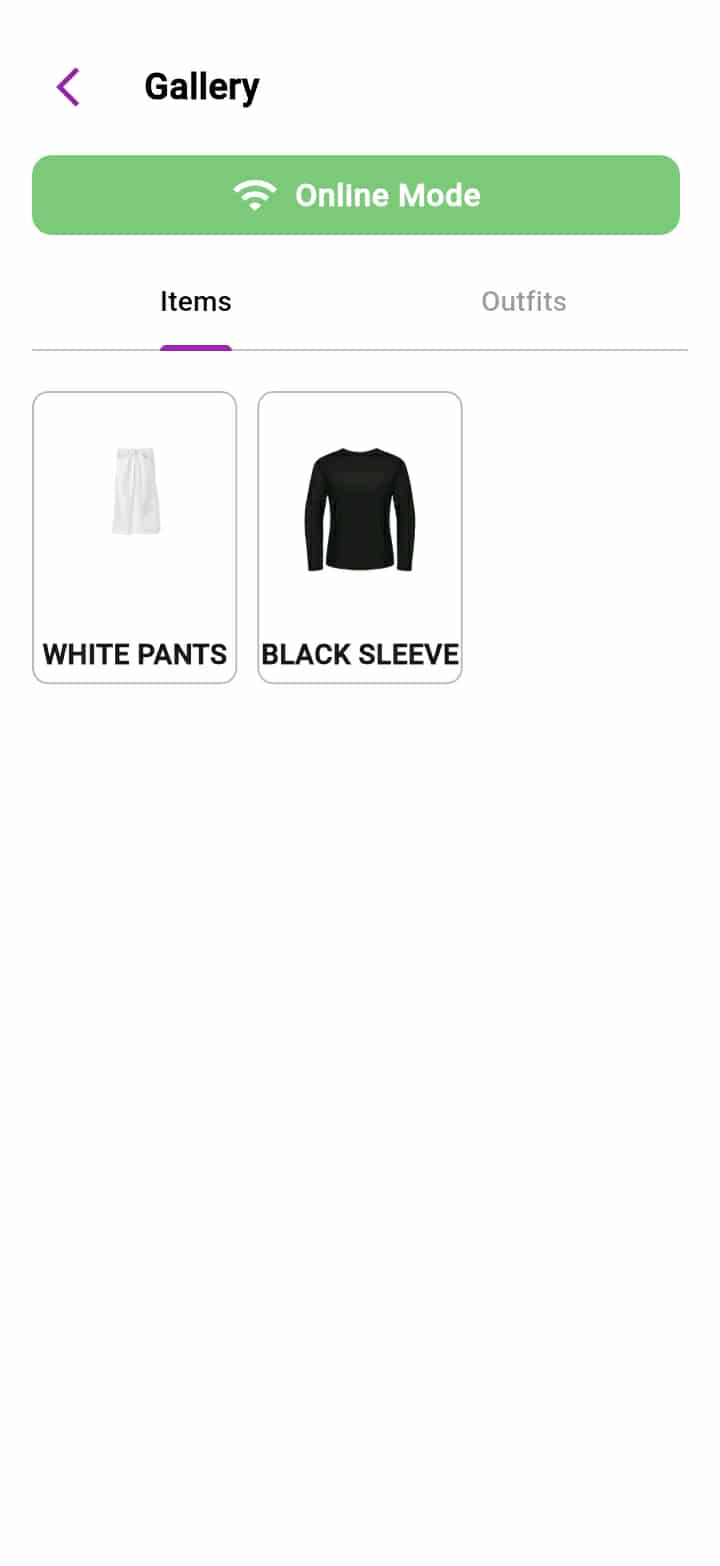 Gallery
Online Mode
Items
Outfits
WHITE PANTS
BLACK SLEEVE